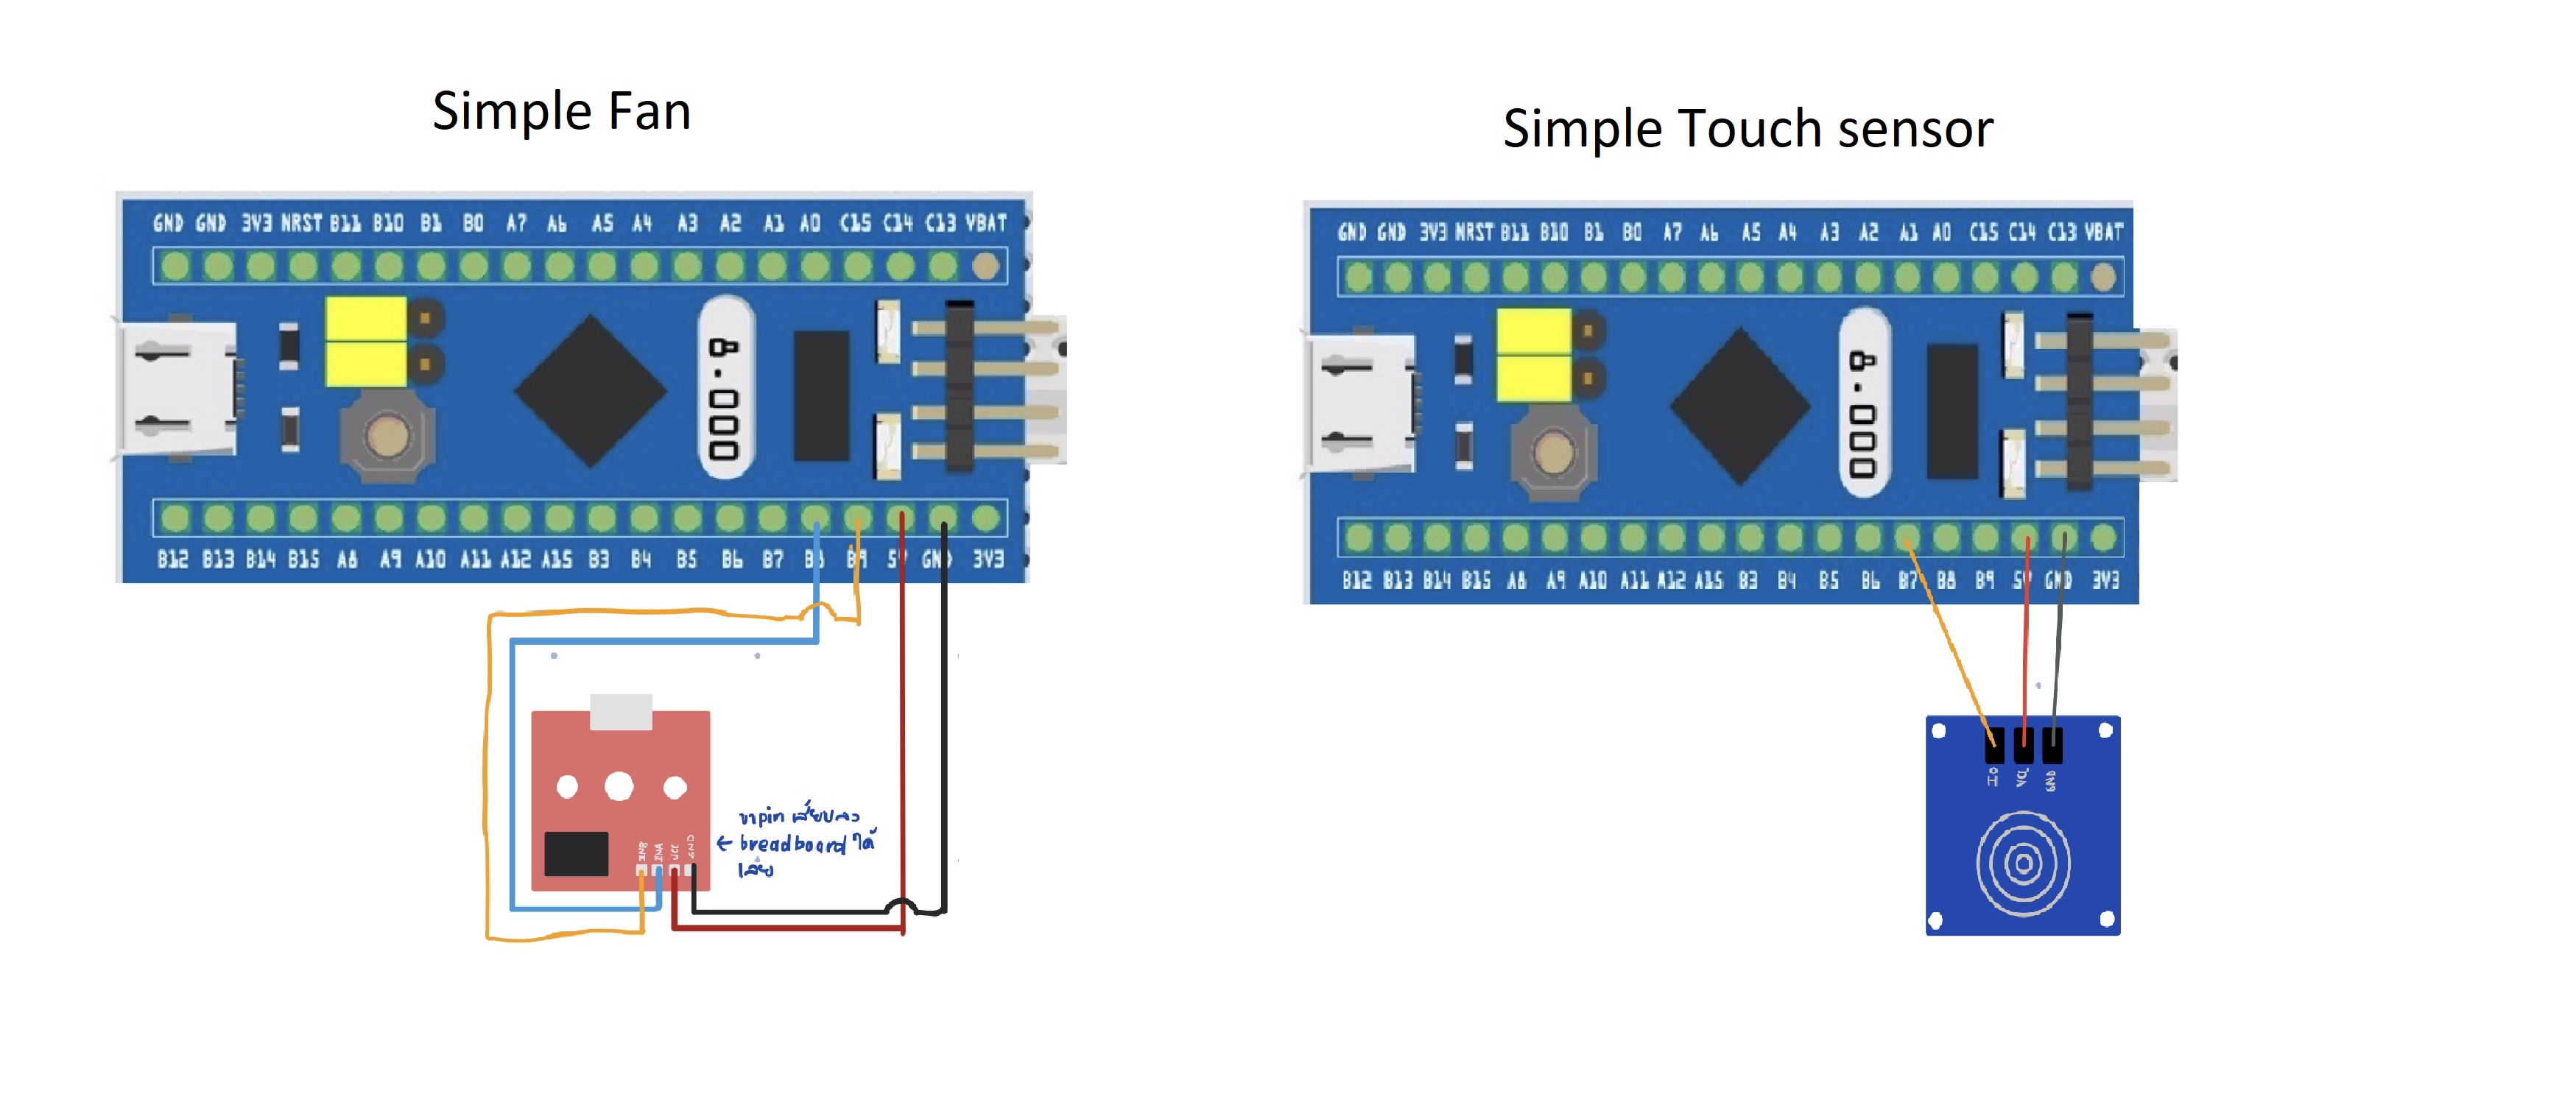 Simple Fan
GND GND 3V3 NRST B11 B10 B1 B0 A7 A6 A5 A4 A3 A2 A1 A0 C15 C14 C13 VBAT
8.000
B12 B13 B14 B15 A8 A9 A10 A11 A12 A15 B3 B4 B5 B6 B7 B8 B9 5V GND 3V3
INB INA VCC GND
ขาpin เสียบลง
← breadboard ได้
เลย
Simple Touch sensor
GND GND 3V3 NRST B11 B10 B1 B0 A7 A6 A5 A4 A3 A2 A1 A0 C15 C14 C13 VBAT
8.000
B12 B13 B14 B15 A8 A9 A10 A11 A12 A15 B3 B4 B5 B6 B7 B8 B9 5V GND 3V3
GND